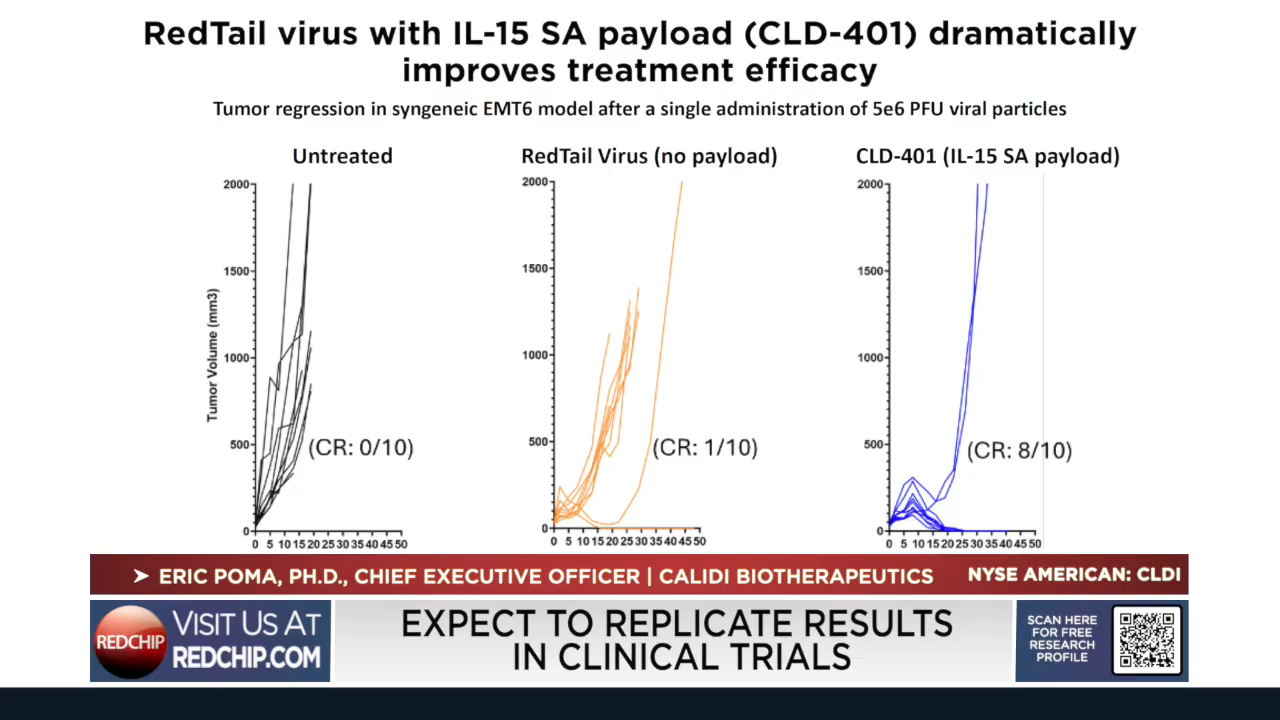 RedTail virus with IL-15 SA payload (CLD-401) dramatically
improves treatment efficacy
Tumor regression in syngeneic EMT6 model after a single administration of 5e6 PFU viral particles
Untreated
RedTail Virus (no payload)
CLD-401 (IL-15 SA payload)
Tumor Volume (mm3)
2000
1500
1000
500
0
0 5 10 15 20 25 30 35 40 45 50
(CR: 0/10)
2000
1500
1000
500
0
0 5 10 15 20 25 30 35 40 45 50
(CR: 1/10)
2000
1500
1000
500
0
0 5 10 15 20 25 30 35 40 45 50
(CR: 8/10)
➤ ERIC POMA, PH.D., CHIEF EXECUTIVE OFFICER | CALIDI BIOTHERAPEUTICS
NYSE AMERICAN: CLDI
REDCHIP
VISIT US AT
REDCHIP.COM
EXPECT TO REPLICATE RESULTS
IN CLINICAL TRIALS
SCAN HERE
FOR FREE
RESEARCH
PROFILE